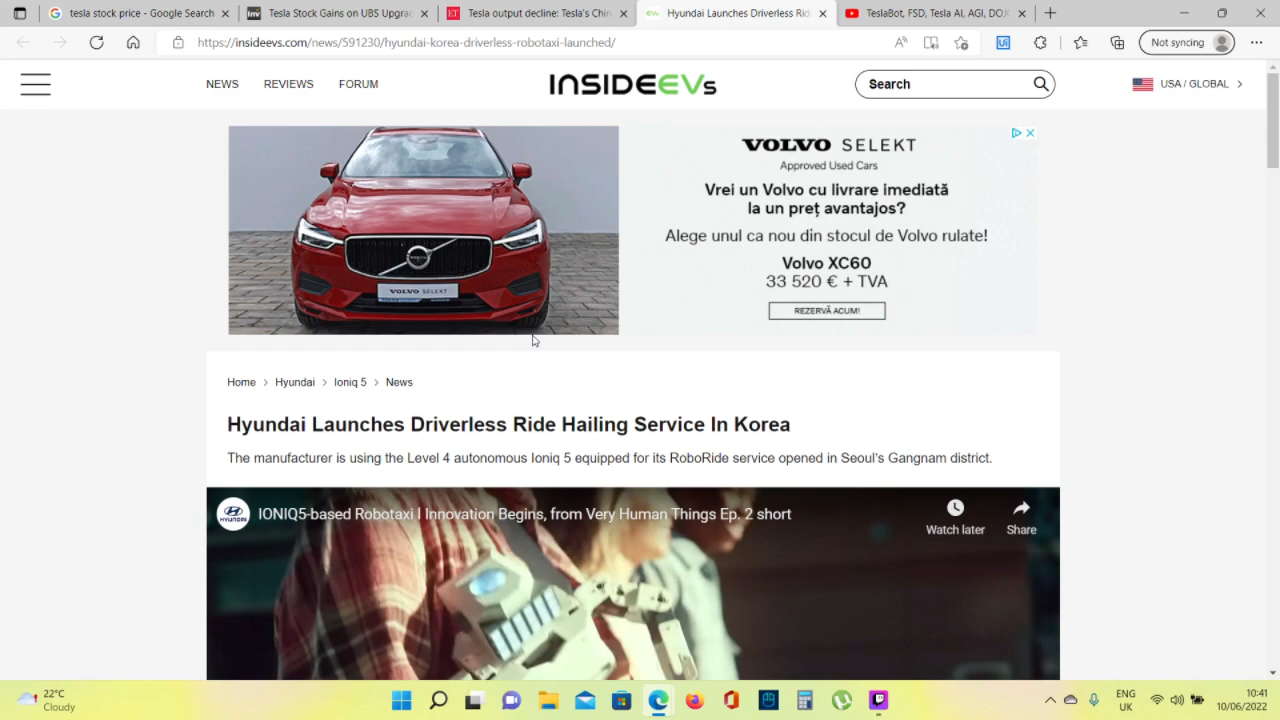 tesla stock price - Google Search
Tesla Stock Gains on UBS Upgra
Tesla output decline: Tesla's Chin
Hyundai Launches Driverless Rid
TeslaBot, FSD, Tesla AI, AGI, DOJ
https://insideevs.com/news/591230/hyundai-korea-driverless-robotaxi-launched/
Not syncing
NEWS
REVIEWS
FORUM
INSIDEEVs
Search
USA / GLOBAL
VOLVO SELEKT
Approved Used Cars
Vrei un Volvo cu livrare imediată
la un preț avantajos?
Alege unul ca nou din stocul de Volvo rulate!
Volvo XC60
33 520 € + TVA
REZERVĂ ACUM!
VOLVO SELEKT
Home > Hyundai > Ioniq 5 > News
Hyundai Launches Driverless Ride Hailing Service In Korea
The manufacturer is using the Level 4 autonomous Ioniq 5 equipped for its RoboRide service opened in Seoul's Gangnam district.
HYUNDAI
IONIQ5-based Robotaxi l Innovation Begins, from Very Human Things Ep. 2 short
Watch later
Share
22°C
Cloudy
ENG
UK
10:41
10/06/2022